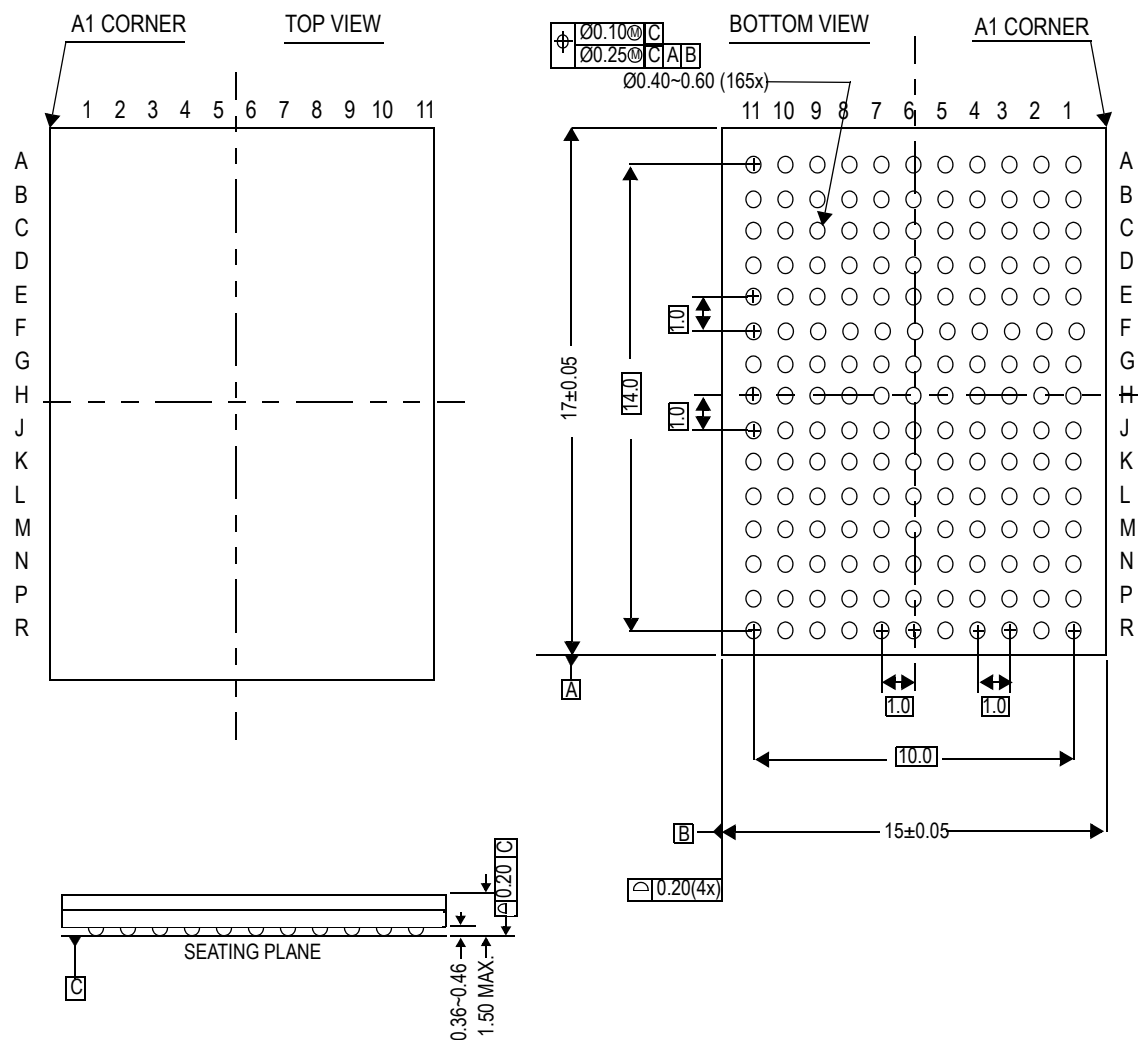 A1 CORNER
TOP VIEW
BOTTOM VIEW
A1 CORNER
Ø0.10Ⓜ C
Ø0.25Ⓜ C A B
Ø0.40~0.60 (165x)
1 2 3 4 5 6 7 8 9 10 11
11 10 9 8 7 6 5 4 3 2 1
A
B
C
D
E
F
G
H
J
K
L
M
N
P
R
A
B
C
D
E
F
G
H
J
K
L
M
N
P
R
1.0
17±0.05
14.0
1.0
A
1.0
1.0
10.0
B
15±0.05
0.20(4x)
0.20 C
SEATING PLANE
C
0.36~0.46
1.50 MAX.